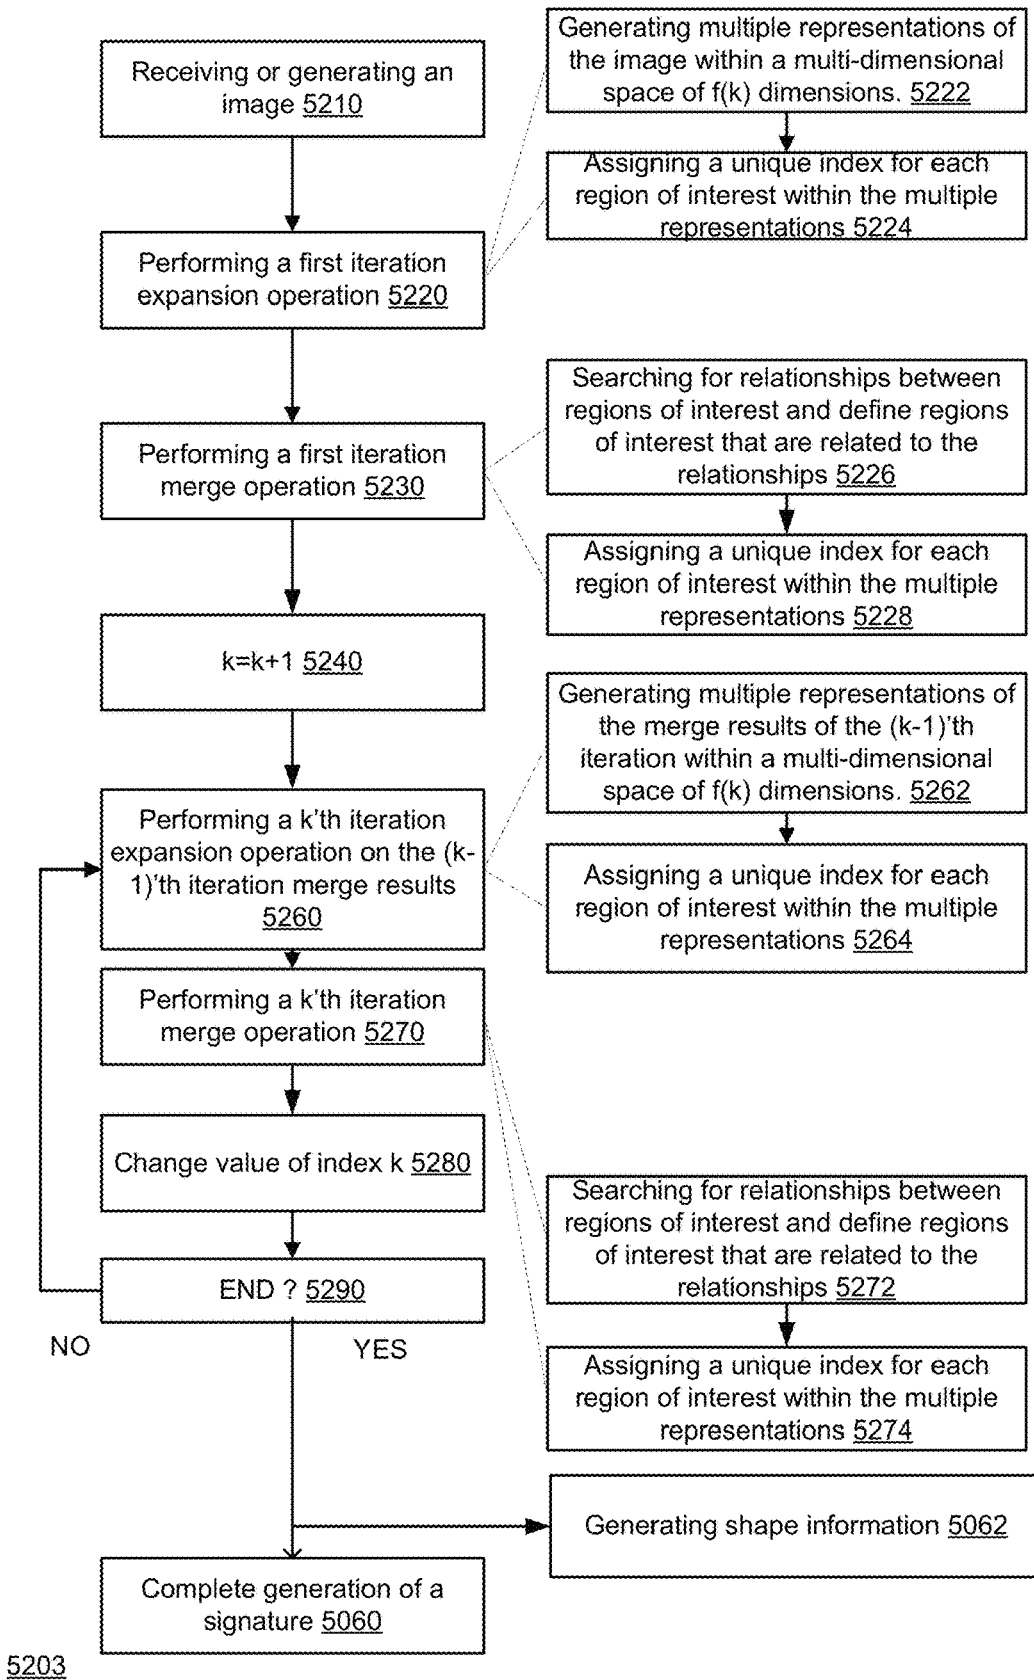 Receiving or generating an
image 5210
Generating multiple representations of
the image within a multi-dimensional
space of f(k) dimensions. 5222
Assigning a unique index for each
region of interest within the multiple
representations 5224
Performing a first iteration
expansion operation 5220
Searching for relationships between
regions of interest and define regions
of interest that are related to the
relationships 5226
Performing a first iteration
merge operation 5230
Assigning a unique index for each
region of interest within the multiple
representations 5228
k=k+1 5240
Generating multiple representations of
the merge results of the (k-1)'th
iteration within a multi-dimensional
space of f(k) dimensions. 5262
Performing a k'th iteration
expansion operation on the (k-
1)'th iteration merge results
5260
Assigning a unique index for each
region of interest within the multiple
representations 5264
Performing a k'th iteration
merge operation 5270
Change value of index k 5280
Searching for relationships between
regions of interest and define regions
of interest that are related to the
relationships 5272
END ? 5290
NO
YES
Assigning a unique index for each
region of interest within the multiple
representations 5274
Generating shape information 5062
Complete generation of a
signature 5060
5203